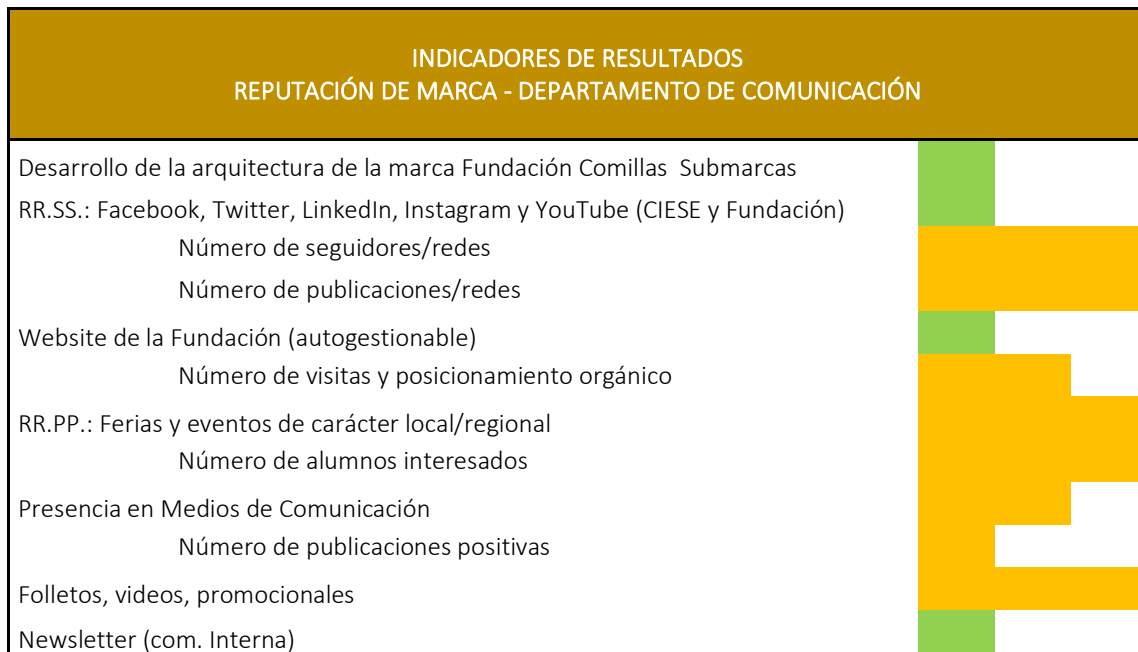 INDICADORES DE RESULTADOS
REPUTACIÓN DE MARCA - DEPARTAMENTO DE COMUNICACIÓN
Desarrollo de la arquitectura de la marca Fundación Comillas Submarcas
RR.SS.: Facebook, Twitter, LinkedIn, Instagram y YouTube (CIESE y Fundación)
Número de seguidores/redes
Número de publicaciones/redes
Website de la Fundación (autogestionable)
Número de visitas y posicionamiento orgánico
RR.PP.: Ferias y eventos de carácter local/regional
Número de alumnos interesados
Presencia en Medios de Comunicación
Número de publicaciones positivas
Folletos, videos, promocionales
Newsletter (com. Interna)